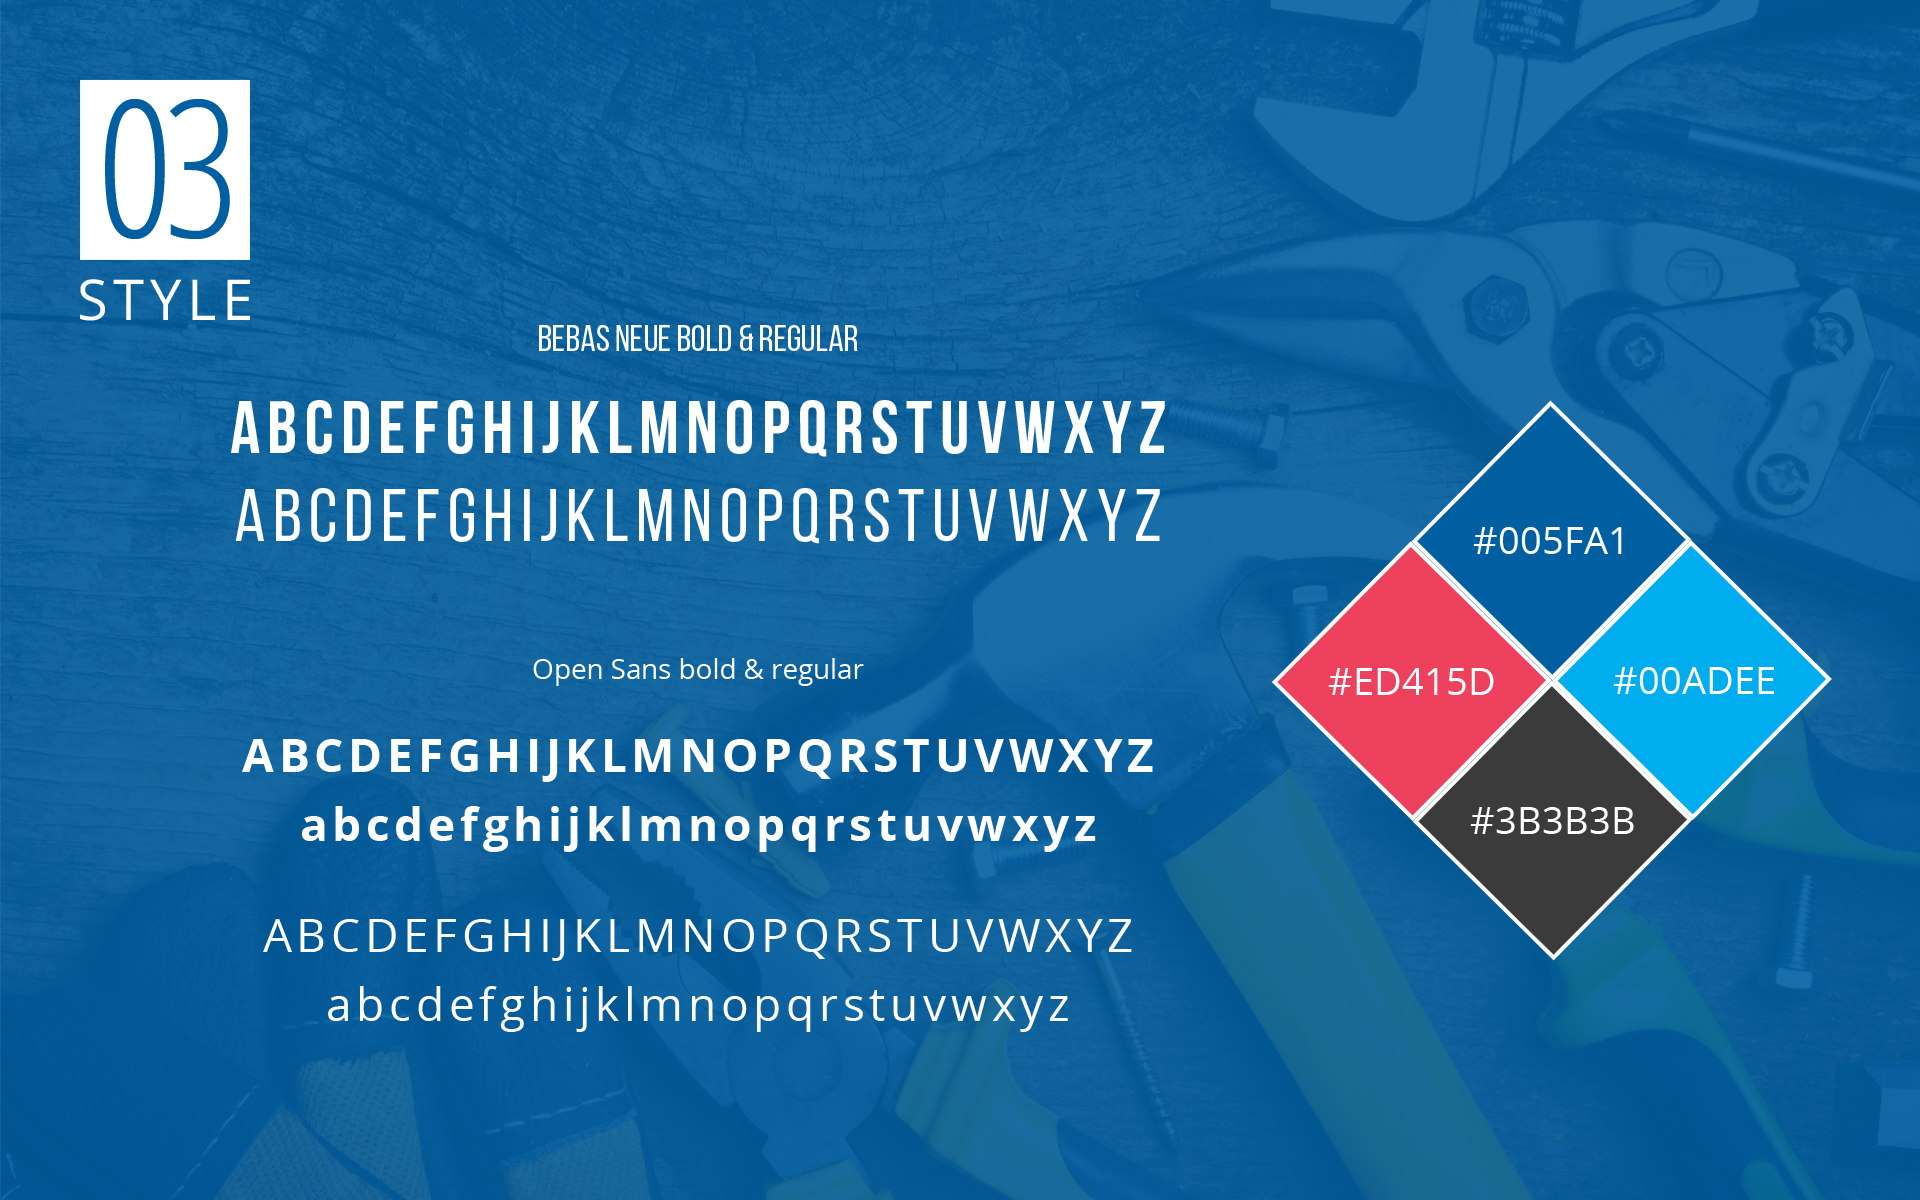 03
STYLE
BEBAS NEUE BOLD & REGULAR
ABCDEFGHIJKLMNOPQRSTUVWXYZ
ABCDEFGHIJKLMNOPQRSTUVWXYZ
Open Sans bold & regular
ABCDEFGHIJKLMNOPQRSTUVWXYZ
abcdefghijklmnopqrstuvwxyz
ABCDEFGHIJKLMNOPQRSTUVWXYZ
abcdefghijklmnopqrstuvwxyz
#005FA1
#ED415D
#00ADEE
#3B3B3B